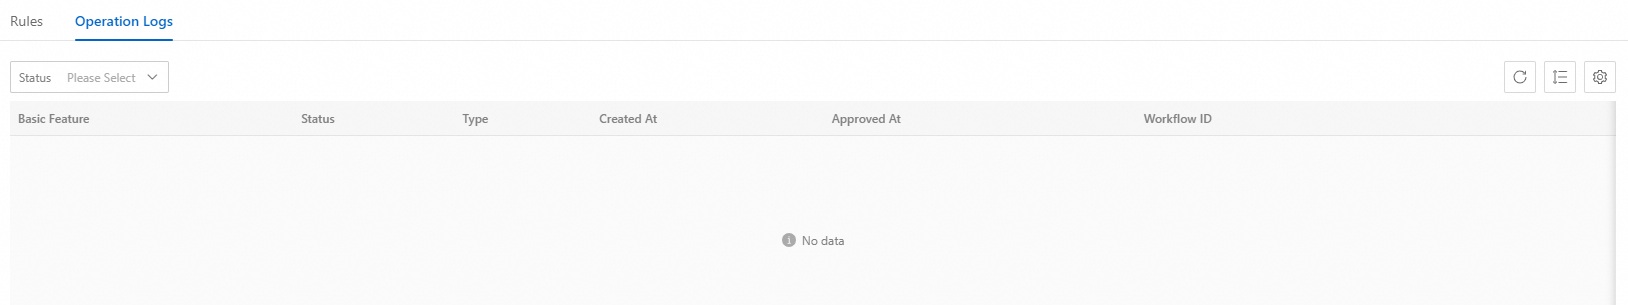 Rules Operation Logs
Status Please Select
Basic Feature Status Type Created At Approved At Workflow ID
No data